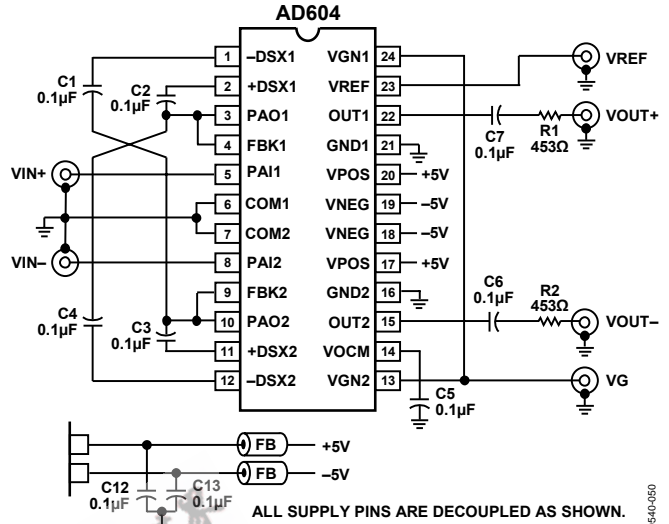 AD604
C1
0.1µF
C2
0.1µF
VIN+
VIN–
C4
0.1µF
C3
0.1µF
1 –DSX1
2 +DSX1
3 PAO1
4 FBK1
5 PAI1
6 COM1
7 COM2
8 PAI2
9 FBK2
10 PAO2
11 +DSX2
12 –DSX2
VGN1 24
VREF 23
OUT1 22
GND1 21
VPOS 20 +5V
VNEG 19 –5V
VNEG 18 –5V
VPOS 17 +5V
GND2 16
OUT2 15
VOCM 14
VGN2 13
VREF
VOUT+
C7
0.1µF
R1
453Ω
C6
0.1µF
R2
453Ω
VOUT–
VG
C5
0.1µF
FB +5V
FB –5V
C12
0.1µF
C13
0.1µF
ALL SUPPLY PINS ARE DECOUPLED AS SHOWN.
540-050